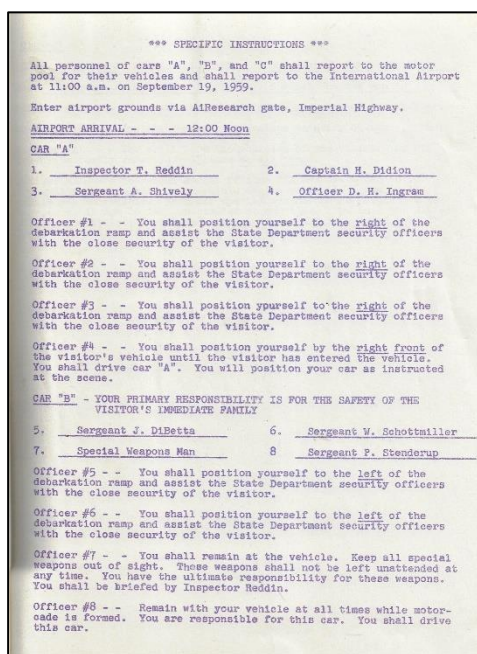 *** SPECIFIC INSTRUCTIONS ***
All personnel of cars "A", "B", and "C" shall report to the motor
pool for their vehicles and shall report to the International Airport
at 11:00 a.m. on September 19, 1959.
Enter airport grounds via AiResearch gate, Imperial Highway.
AIRPORT ARRIVAL - - - 12:00 Noon
CAR "A"
1. Inspector T. Reddin 2. Captain H. Didion
3. Sergeant A. Shively 4. Officer D. H. Ingram
Officer #1 - - You shall position yourself to the right of the
debarkation ramp and assist the State Department security officers
with the close security of the visitor.
Officer #2 - - You shall position yourself to the right of the
debarkation ramp and assist the State Department security officers
with the close security of the visitor.
Officer #3 - - You shall position yourself to the right of the
debarkation ramp and assist the State Department security officers
with the close security of the visitor.
Officer #4 - - You shall position yourself by the right front of
the visitor's vehicle until the visitor has entered the vehicle.
You shall drive car "A". You will position your car as instructed
at the scene.
CAR "B" - YOUR PRIMARY RESPONSIBILITY IS FOR THE SAFETY OF THE
VISITOR'S IMMEDIATE FAMILY
5. Sergeant J. DiBetta 6. Sergeant W. Schottmiller
7. Special Weapons Man 8 Sergeant P. Stenderup
Officer #5 - - You shall position yourself to the left of the
debarkation ramp and assist the State Department security officers
with the close security of the visitor.
Officer #6 - - You shall position yourself to the left of the
debarkation ramp and assist the State Department security officers
with the close security of the visitor.
Officer #7 - - You shall remain at the vehicle. Keep all special
weapons out of sight. These weapons shall not be left unattended at
any time. You have the ultimate responsibility for these weapons.
You shall be briefed by Inspector Reddin.
Officer #8 - - Remain with your vehicle at all times while motor-
cade is formed. You are responsible for this car. You shall drive
this car.